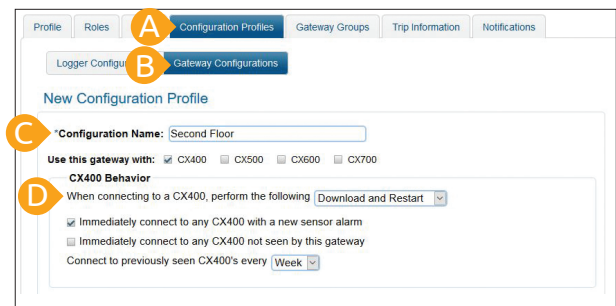 Profile Roles A Configuration Profiles Gateway Groups Trip Information Notifications
Logger Configu B Gateway Configurations
New Configuration Profile
C *Configuration Name: Second Floor
Use this gateway with: CX400 CX500 CX600 CX700
CX400 Behavior
D When connecting to a CX400, perform the following Download and Restart
Immediately connect to any CX400 with a new sensor alarm
Immediately connect to any CX400 not seen by this gateway
Connect to previously seen CX400's every Week